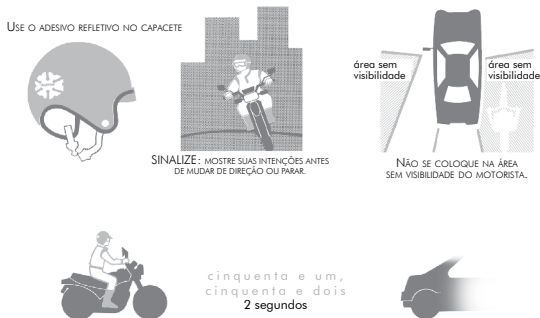 USE O ADESIVO REFLETIVO NO CAPACETE
SINALIZE: MOSTRE SUAS INTENÇÕES ANTES
DE MUDAR DE DIREÇÃO OU PARAR.
área sem
visibilidade
área sem
visibilidade
NÃO SE COLOQUE NA ÁREA
SEM VISIBILIDADE DO MOTORISTA.
cinquenta e um,
cinquenta e dois
2 segundos